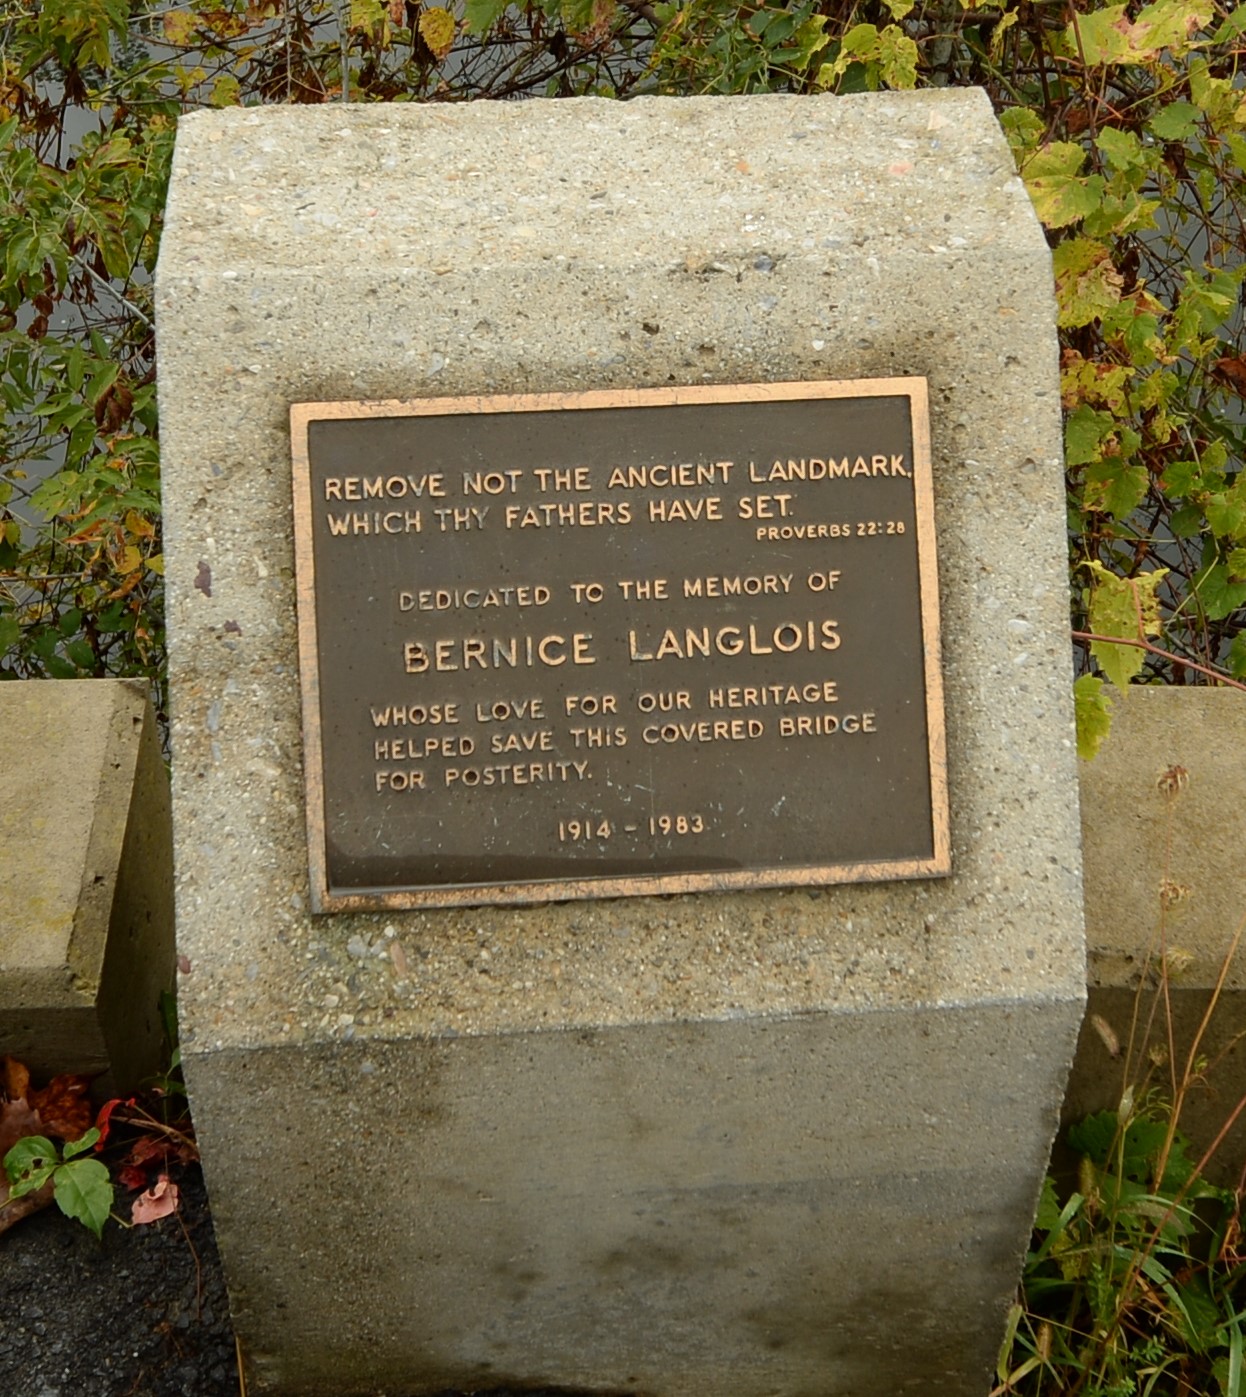 REMOVE NOT THE ANCIENT LANDMARK,
WHICH THY FATHERS HAVE SET.
PROVERBS 22:28
DEDICATED TO THE MEMORY OF
BERNICE LANGLOIS
WHOSE LOVE FOR OUR HERITAGE
HELPED SAVE THIS COVERED BRIDGE
FOR POSTERITY.
1914 - 1983